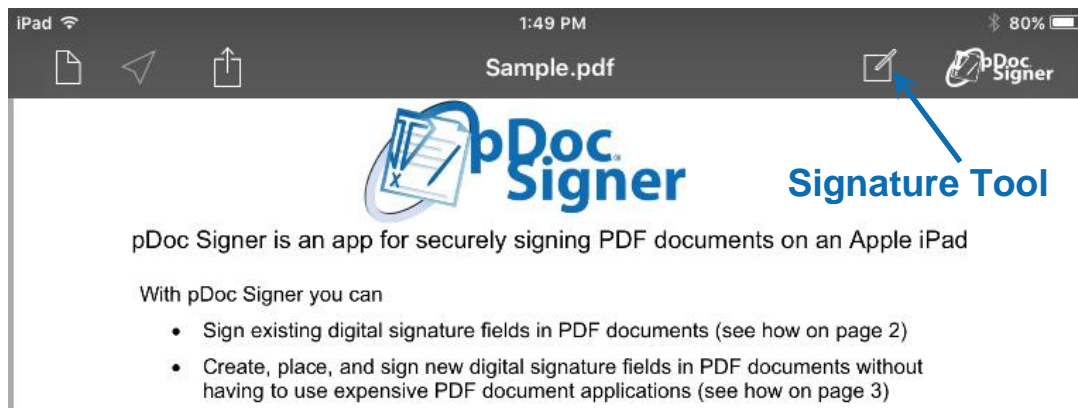 iPad 1:49 PM 80%
Sample.pdf pDoc Signer
pDoc
Signer
Signature Tool
pDoc Signer is an app for securely signing PDF documents on an Apple iPad
With pDoc Signer you can
• Sign existing digital signature fields in PDF documents (see how on page 2)
• Create, place, and sign new digital signature fields in PDF documents without
having to use expensive PDF document applications (see how on page 3)